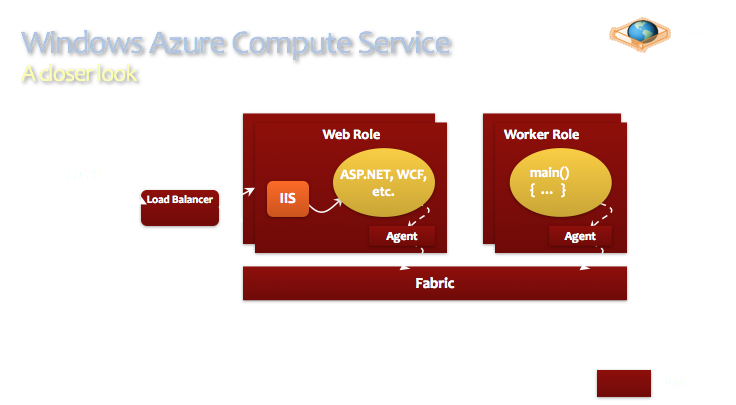 Windows Azure Compute Service
A closer look
Web Role
Worker Role
ASP.NET, WCF,
etc.
main()
{ ... }
Load Balancer
IIS
Agent
Agent
Fabric